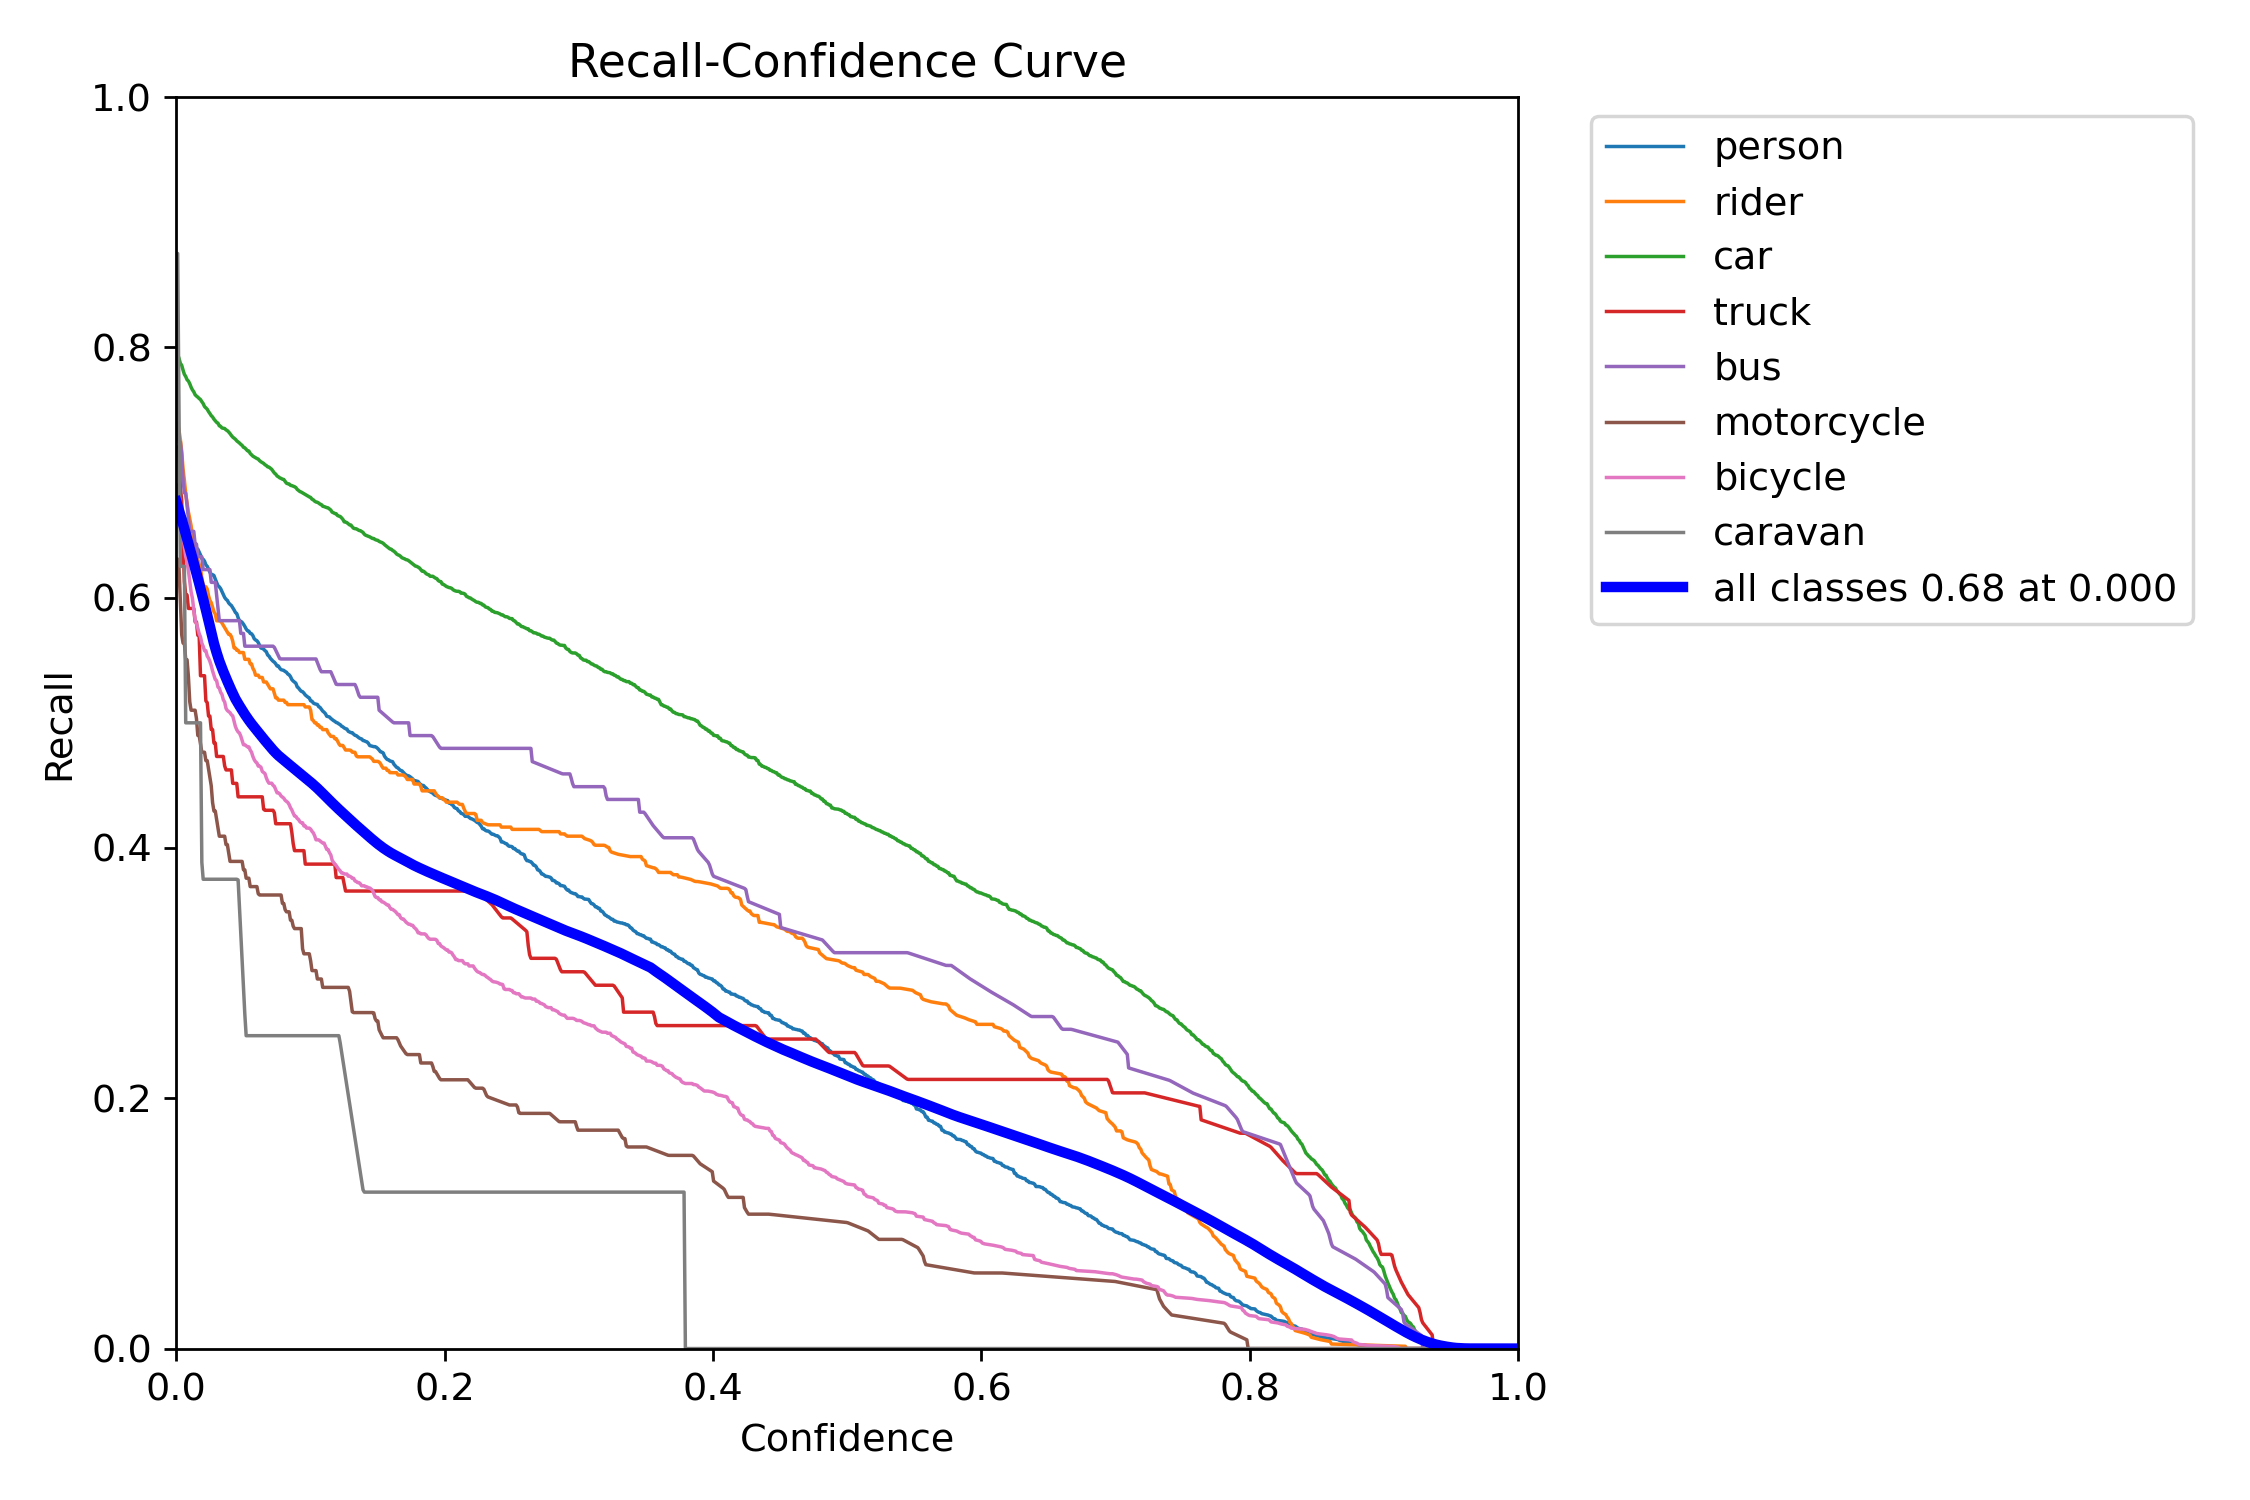 Recall-Confidence Curve
1.0
0.8
0.6
0.4
0.2
0.0
Recall
0.0 0.2 0.4 0.6 0.8 1.0
Confidence
person
rider
car
truck
bus
motorcycle
bicycle
caravan
all classes 0.68 at 0.000